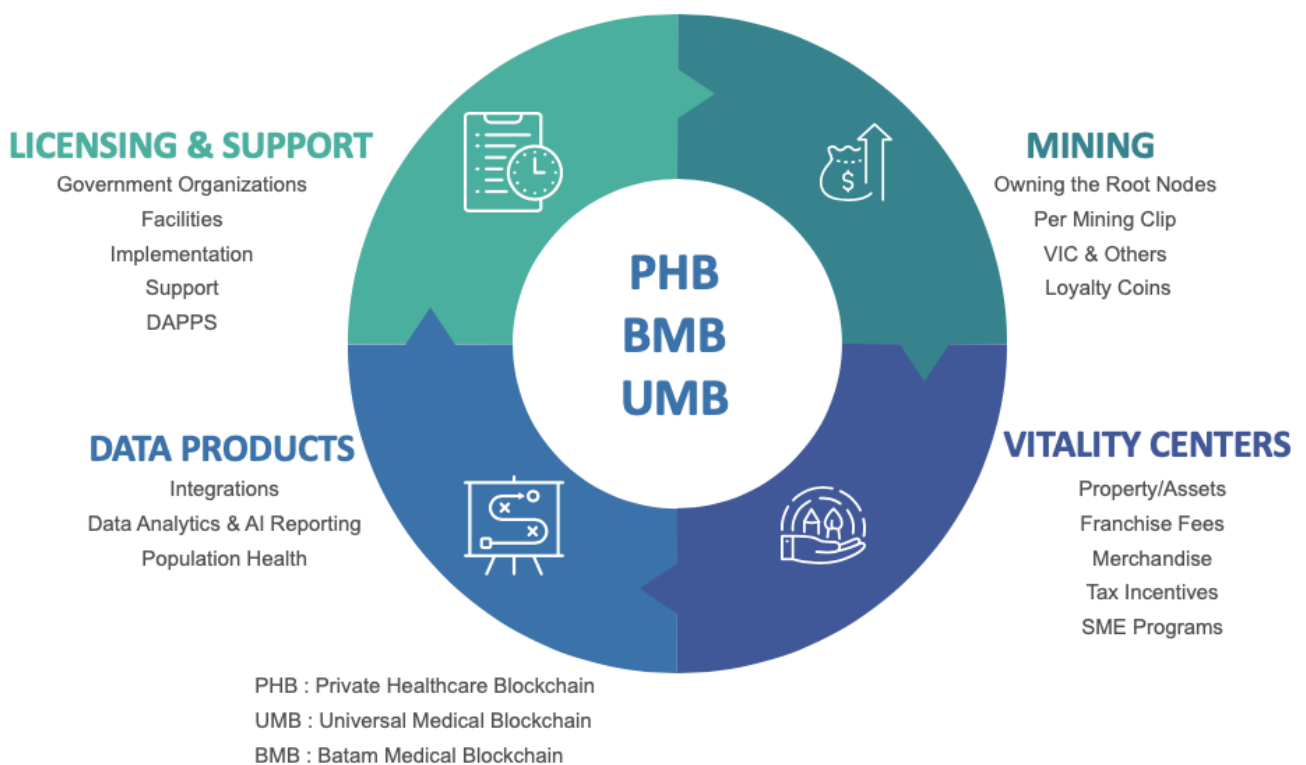 LICENSING & SUPPORT
Government Organizations
Facilities
Implementation
Support
DAPPS
MINING
Owning the Root Nodes
Per Mining Clip
VIC & Others
Loyalty Coins
$
PHB
BMB
UMB
DATA PRODUCTS
Integrations
Data Analytics & AI Reporting
Population Health
VITALITY CENTERS
Property/Assets
Franchise Fees
Merchandise
Tax Incentives
SME Programs
PHB : Private Healthcare Blockchain
UMB : Universal Medical Blockchain
BMB : Batam Medical Blockchain